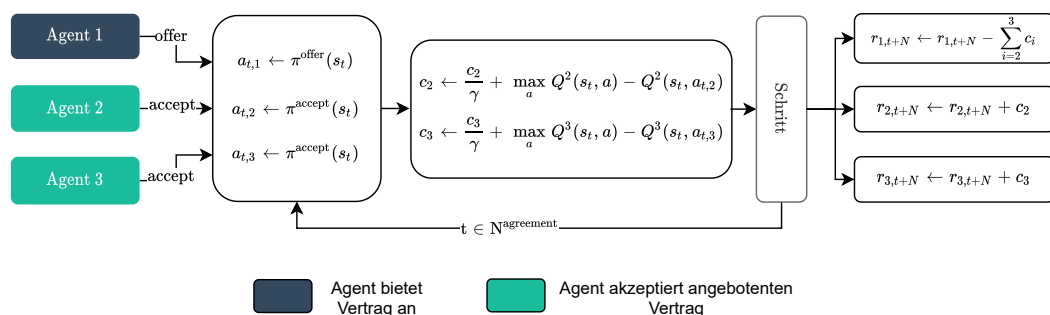 Agent 1
offer
Agent 2
accept
Agent 3
accept
a_{t,1} ← π^{offer}(s_t)
a_{t,2} ← π^{accept}(s_t)
a_{t,3} ← π^{accept}(s_t)
c_2 ← \frac{c_2}{γ} + \max_a Q^2(s_t, a) − Q^2(s_t, a_{t,2})
c_3 ← \frac{c_3}{γ} + \max_a Q^3(s_t, a) − Q^3(s_t, a_{t,3})
Schritt
r_{1,t+N} ← r_{1,t+N} − \sum_{i=2}^{3} c_i
r_{2,t+N} ← r_{2,t+N} + c_2
r_{3,t+N} ← r_{3,t+N} + c_3
t ∈ N^{agreement}
Agent bietet
Vertrag an
Agent akzeptiert angebotenten
Vertrag